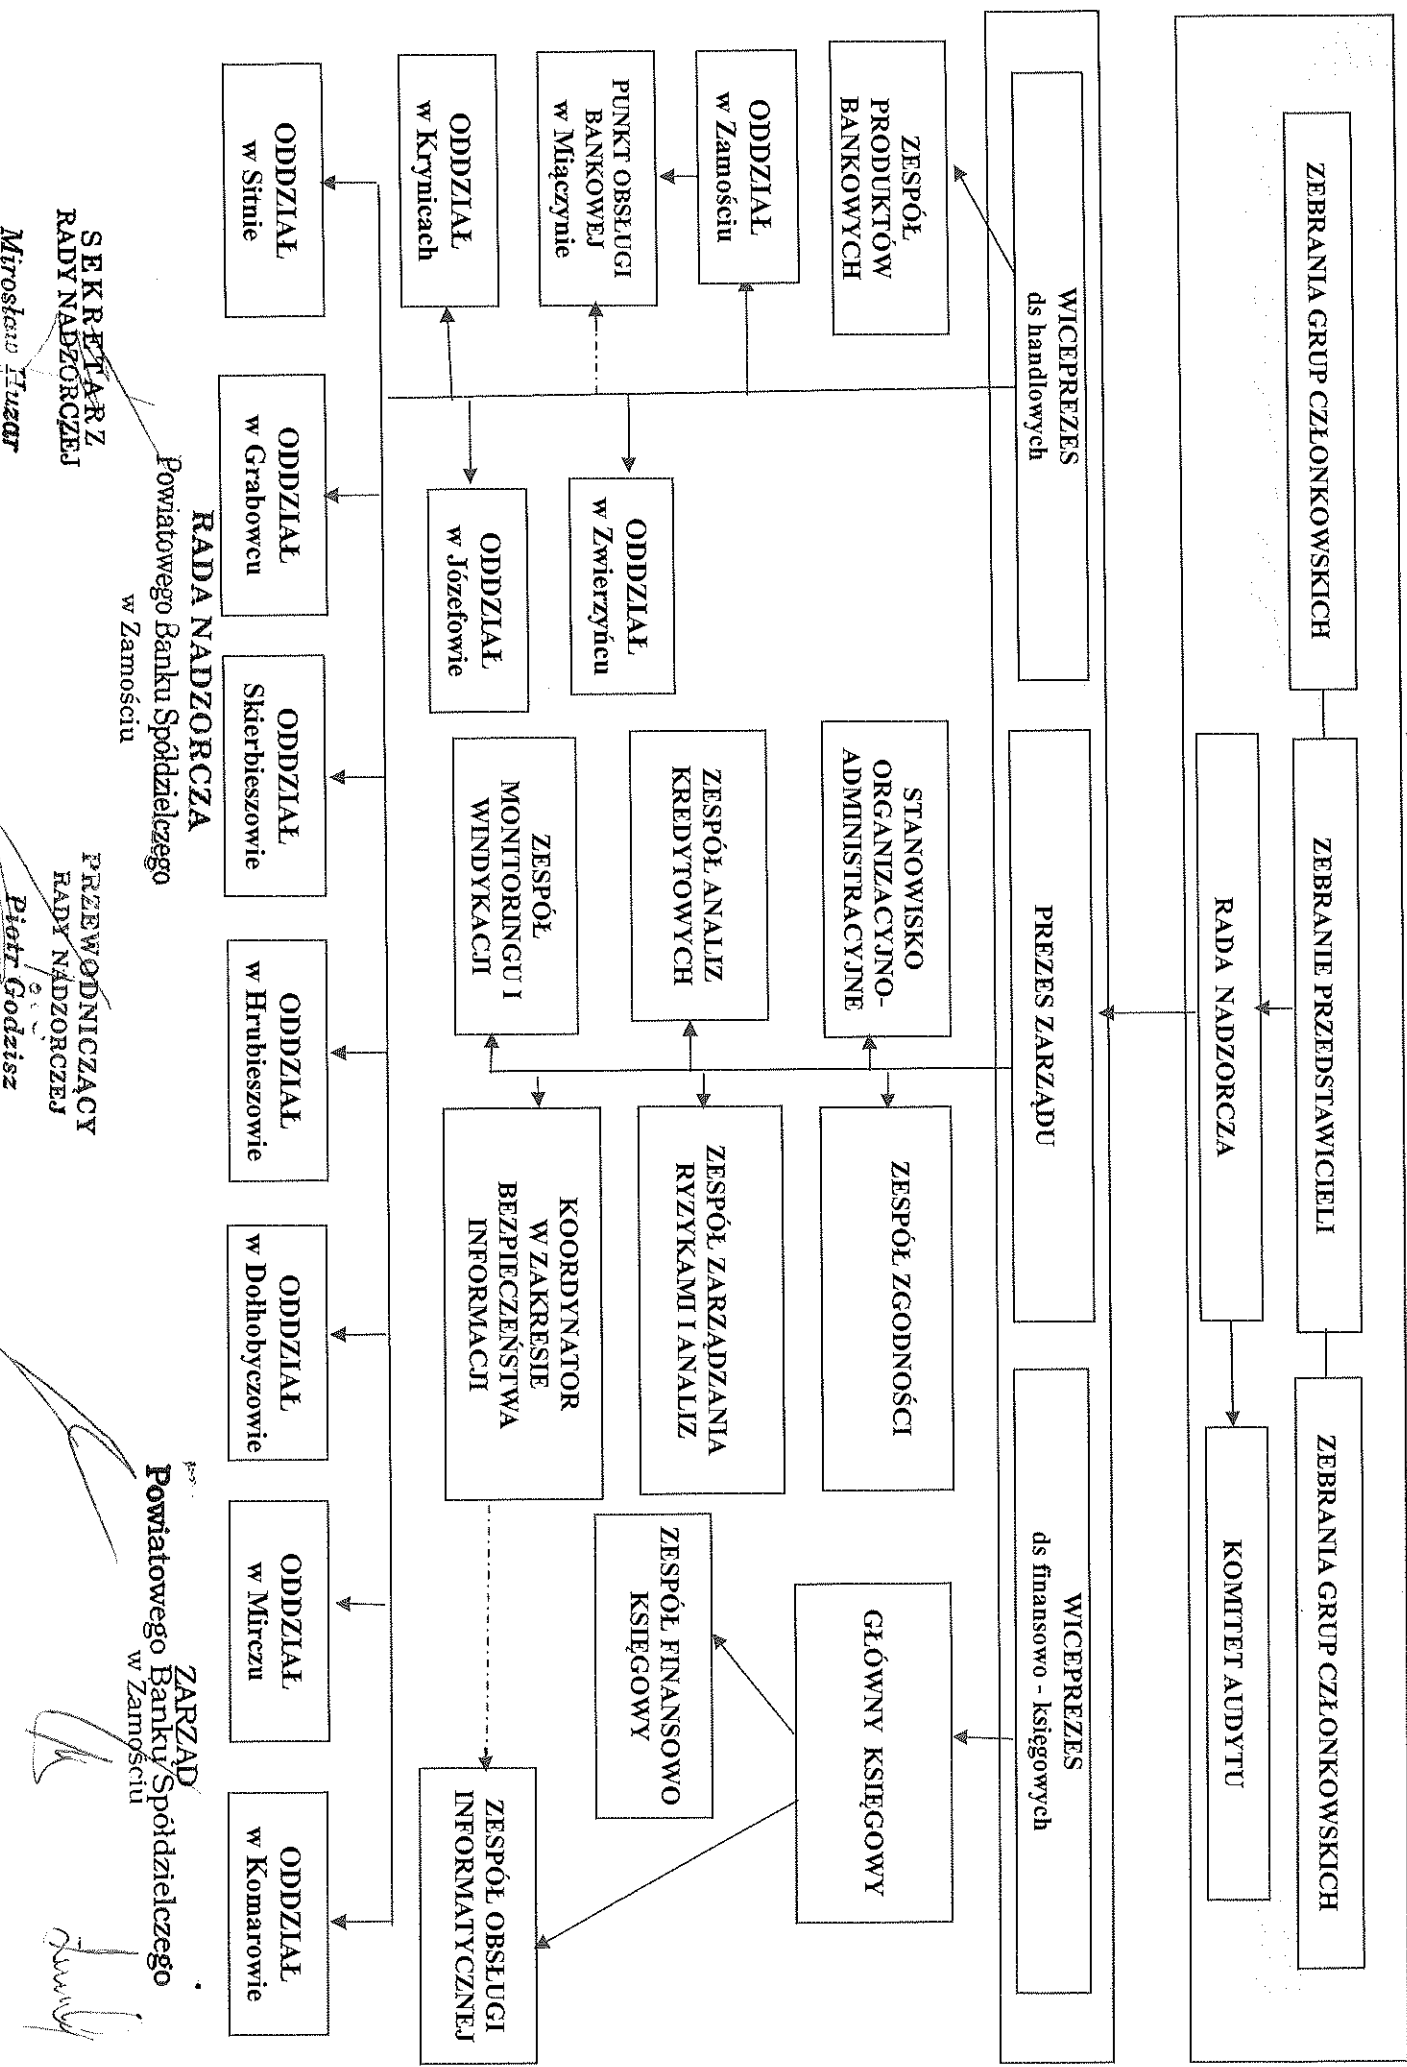 ZEBRANIA GRUP CZŁONKOWSKICH
ZEBRANIE PRZEDSTAWICIELI
ZEBRANIA GRUP CZŁONKOWSKICH
RADA NADZORCZA
KOMITET AUDYTU
WICEPREZES
ds handlowych
PREZES ZARZĄDU
WICEPREZES
ds finansowo - księgowych
ZESPÓŁ
PRODUKTÓW
BANKOWYCH
STANOWISKO
ORGANIZACYJNO-
ADMINISTRACYJNE
ZESPÓŁ ZGODNOŚCI
GŁÓWNY KSIĘGOWY
ODDZIAŁ
w Zamościu
ODDZIAŁ
w Zwierzyńcu
ZESPÓŁ ANALIZ
KREDYTOWYCH
ZESPÓŁ ZARZĄDZANIA
RYZYKAMI I ANALIZ
ZESPÓŁ FINANSOWO
KSIĘGOWY
PUNKT OBSŁUGI
BANKOWEJ
w Miączynie
ODDZIAŁ
w Krynicach
ODDZIAŁ
w Józefowie
ZESPÓŁ
MONITORINGU I
WINDYKACJI
KOORDYNATOR
W ZAKRESIE
BEZPIECZEŃSTWA
INFORMACJI
ZESPÓŁ OBSŁUGI
INFORMATYCZNEJ
ODDZIAŁ
w Sitnie
ODDZIAŁ
w Grabowcu
ODDZIAŁ
Skierbieszowie
ODDZIAŁ
w Hrubieszowie
ODDZIAŁ
w Dołhobyczowie
ODDZIAŁ
w Mirczu
ODDZIAŁ
w Komarowie
RADA NADZORCZA
Powiatowego Banku Spółdzielczego
w Zamościu
SEKRETARZ
RADY NADZORCZEJ
Mirosław Huzar
PRZEWODNICZĄCY
RADY NADZORCZEJ
Piotr Godzisz
ZARZĄD
Powiatowego Banku Spółdzielczego
w Zamościu